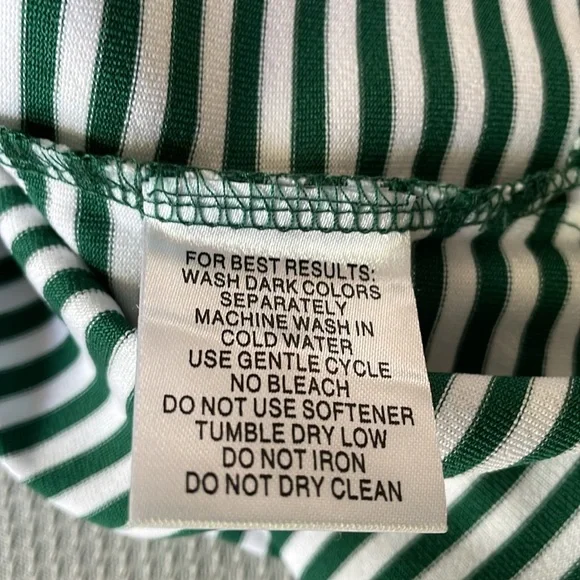 FOR BEST RESULTS:
WASH DARK COLORS
SEPARATELY
MACHINE WASH IN
COLD WATER
USE GENTLE CYCLE
NO BLEACH
DO NOT USE SOFTENER
TUMBLE DRY LOW
DO NOT IRON
DO NOT DRY CLEAN